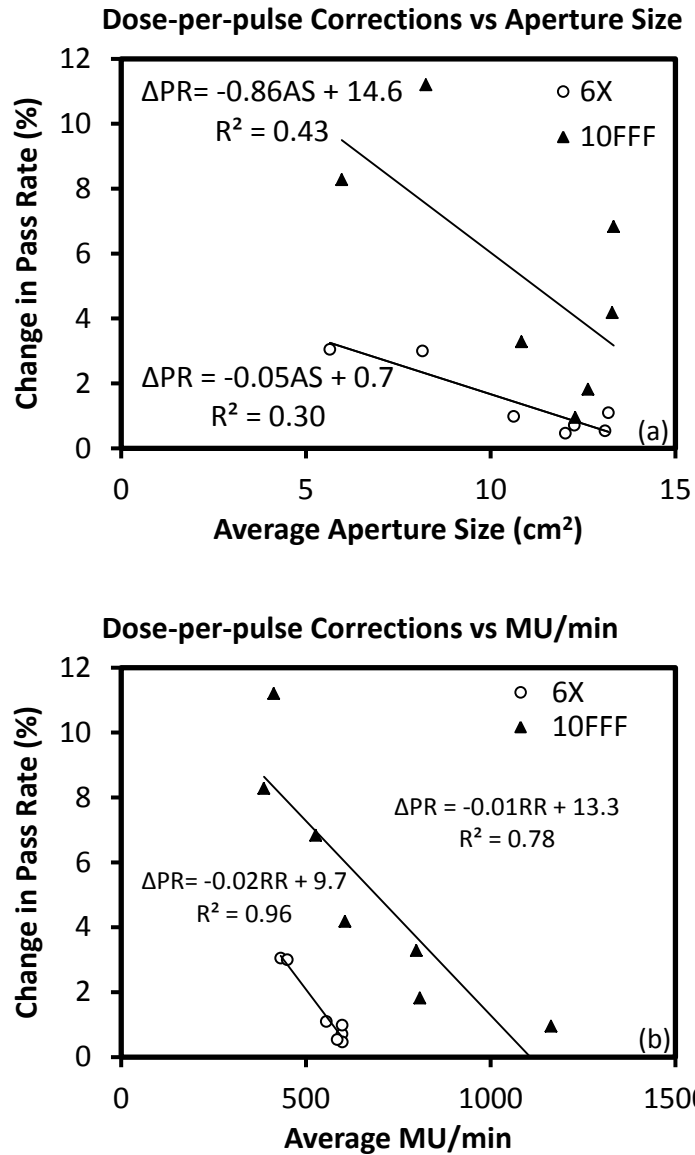 Dose-per-pulse Corrections vs Aperture Size
12
10
8
6
4
2
0
Change in Pass Rate (%)
ΔPR= -0.86AS + 14.6
R² = 0.43
6X
10FFF
ΔPR = -0.05AS + 0.7
R² = 0.30
(a)
0 5 10 15
Average Aperture Size (cm²)
Dose-per-pulse Corrections vs MU/min
12
10
8
6
4
2
0
Change in Pass Rate (%)
6X
10FFF
ΔPR = -0.01RR + 13.3
R² = 0.78
ΔPR= -0.02RR + 9.7
R² = 0.96
(b)
0 500 1000 1500
Average MU/min